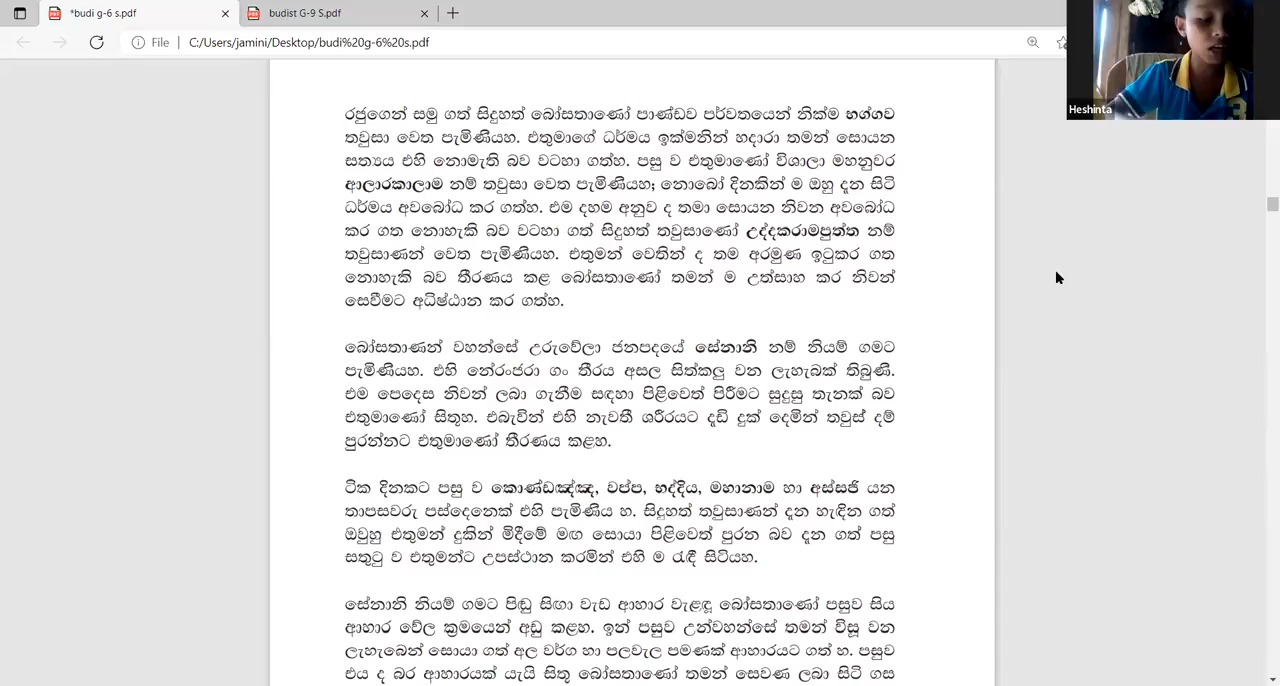 *budi g-6 s.pdf
budist G-9 S.pdf
File C:/Users/jamini/Desktop/budi%20g-6%20s.pdf
Heshinta
රජුගෙන් සමු ගත් සිදුහත් බෝසතාණෝ පාණ්ඩව පර්වතයෙන් නික්ම භග්ගව
තවුසා වෙත පැමිණියහ. එතුමාගේ ධර්මය ඉක්මනින් හදාරා තමන් සොයන
සත්‍යය එහි නොමැති බව වටහා ගත්හ. පසු ව එතුමාණෝ විශාලා මහනුවර
ආලාරකාලාම නම් තවුසා වෙත පැමිණියහ; නොබෝ දිනකින් ම ඔහු දැන සිටි
ධර්මය අවබෝධ කර ගත්හ. එම දහම අනුව ද තමා සොයන නිවන අවබෝධ
කර ගත නොහැකි බව වටහා ගත් සිදුහත් තවුසාණෝ උද්දකරාමපුත්ත නම්
තවුසාණන් වෙත පැමිණියහ. එතුමන් වෙතින් ද තම අරමුණ ඉටුකර ගත
නොහැකි බව තීරණය කළ බෝසතාණෝ තමන් ම උත්සාහ කර නිවන්
සෙවීමට අධිෂ්ඨාන කර ගත්හ.
බෝසතාණන් වහන්සේ උරුවේලා ජනපදයේ සේනානි නම් නියම් ගමට
පැමිණියහ. එහි නේරංජරා ගං තීරය අසල සිත්කලු වන ලැහැබක් තිබුණි.
එම පෙදෙස නිවන් ලබා ගැනීම සඳහා පිළිවෙත් පිරීමට සුදුසු තැනක් බව
එතුමාණෝ සිතූහ. එබැවින් එහි නැවතී ශරීරයට දැඩි දුක් දෙමින් තවුස් දම්
පුරන්නට එතුමාණෝ තීරණය කළහ.
ටික දිනකට පසු ව කොණ්ඩඤ්ඤ, වප්ප, භද්දිය, මහානාම හා අස්සජි යන
තාපසවරු පස්දෙනෙක් එහි පැමිණිය හ. සිදුහත් තවුසාණන් දැන හැඳින ගත්
ඔවුහු එතුමන් දුකින් මිදීමේ මඟ සොයා පිළිවෙත් පුරන බව දැන ගත් පසු
සතුටු ව එතුමන්ට උපස්ථාන කරමින් එහි ම රැඳී සිටියහ.
සේනානි නියම් ගමට පිඬු සිඟා වැඩ ආහාර වැළඳූ බෝසතාණෝ පසුව සිය
ආහාර වේල ක්‍රමයෙන් අඩු කළහ. ඉන් පසුව උන්වහන්සේ තමන් විසූ වන
ලැහැබෙන් සොයා ගත් අල වර්ග හා පලවැල පමණක් ආහාරයට ගත් හ. පසුව
එය ද බර ආහාරයක් යැයි සිතූ බෝසතාණෝ තමන් සෙවණ ලබා සිටි ගස